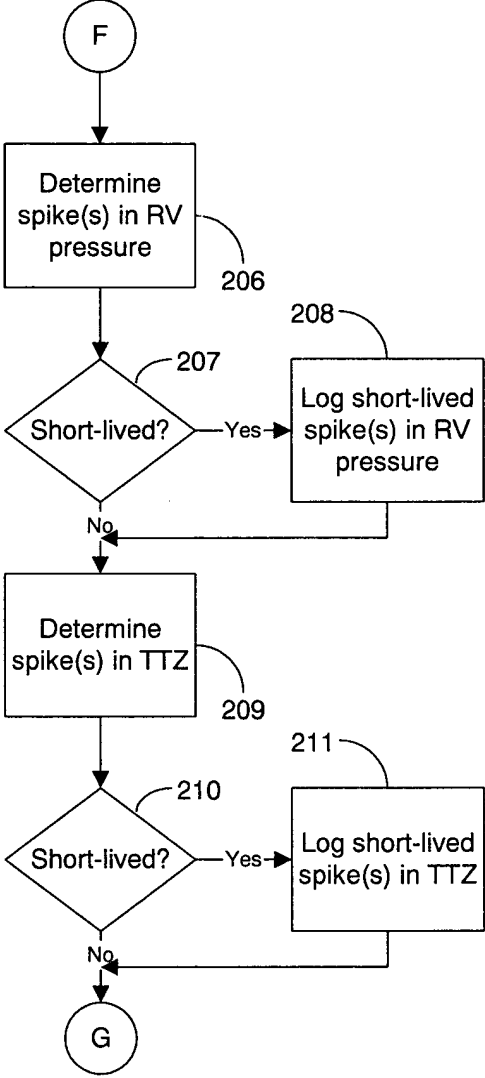 F
Determine
spike(s) in RV
pressure
206
207
208
Short-lived?
Yes
Log short-lived
spike(s) in RV
pressure
No
Determine
spike(s) in TTZ
209
210
211
Short-lived?
Yes
Log short-lived
spike(s) in TTZ
No
G